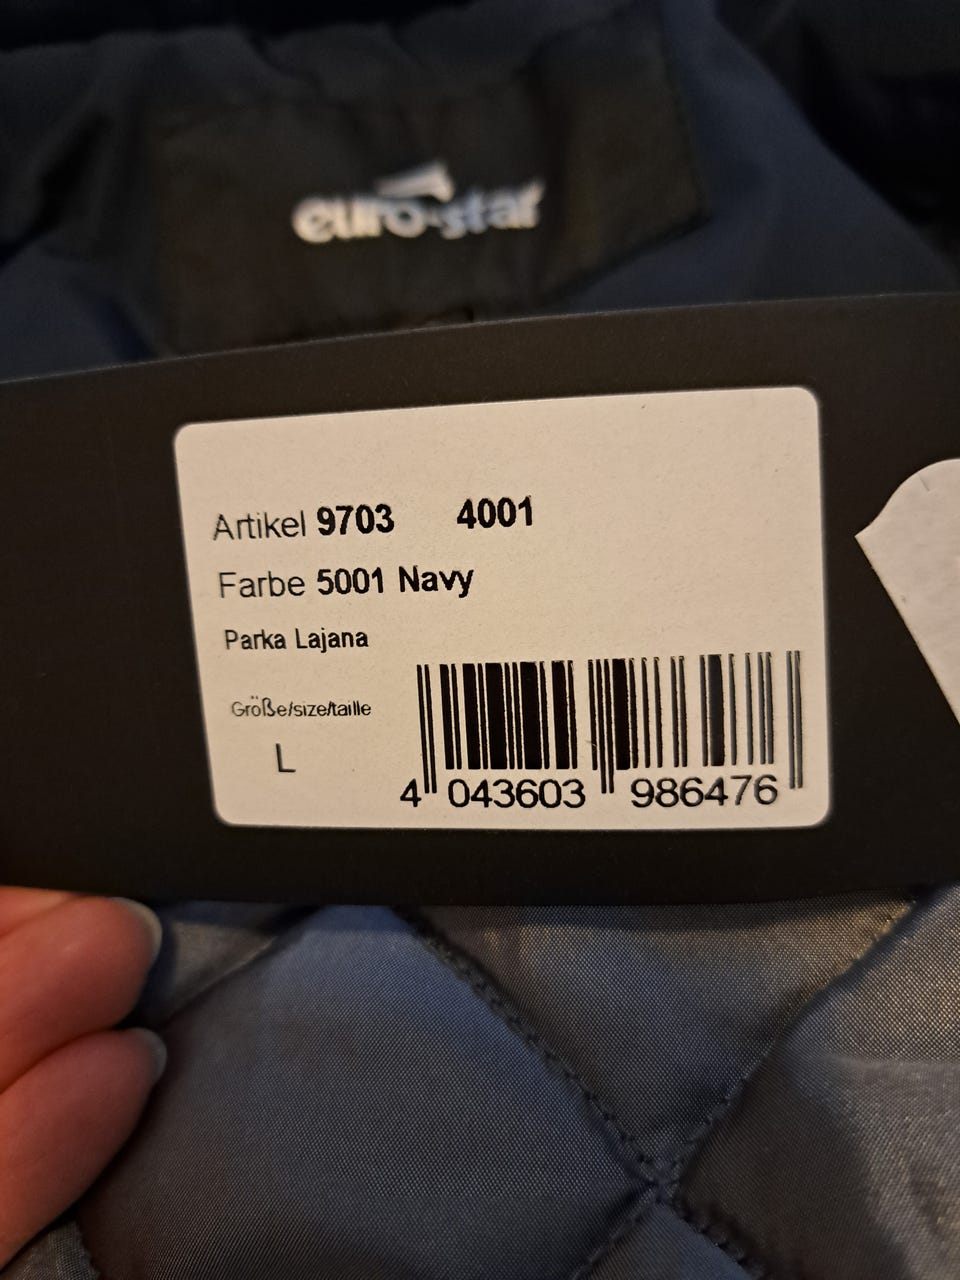 euro-star
Artikel 9703 4001
Farbe 5001 Navy
Parka Lajana
Größe/size/taille
L
4 043603 986476